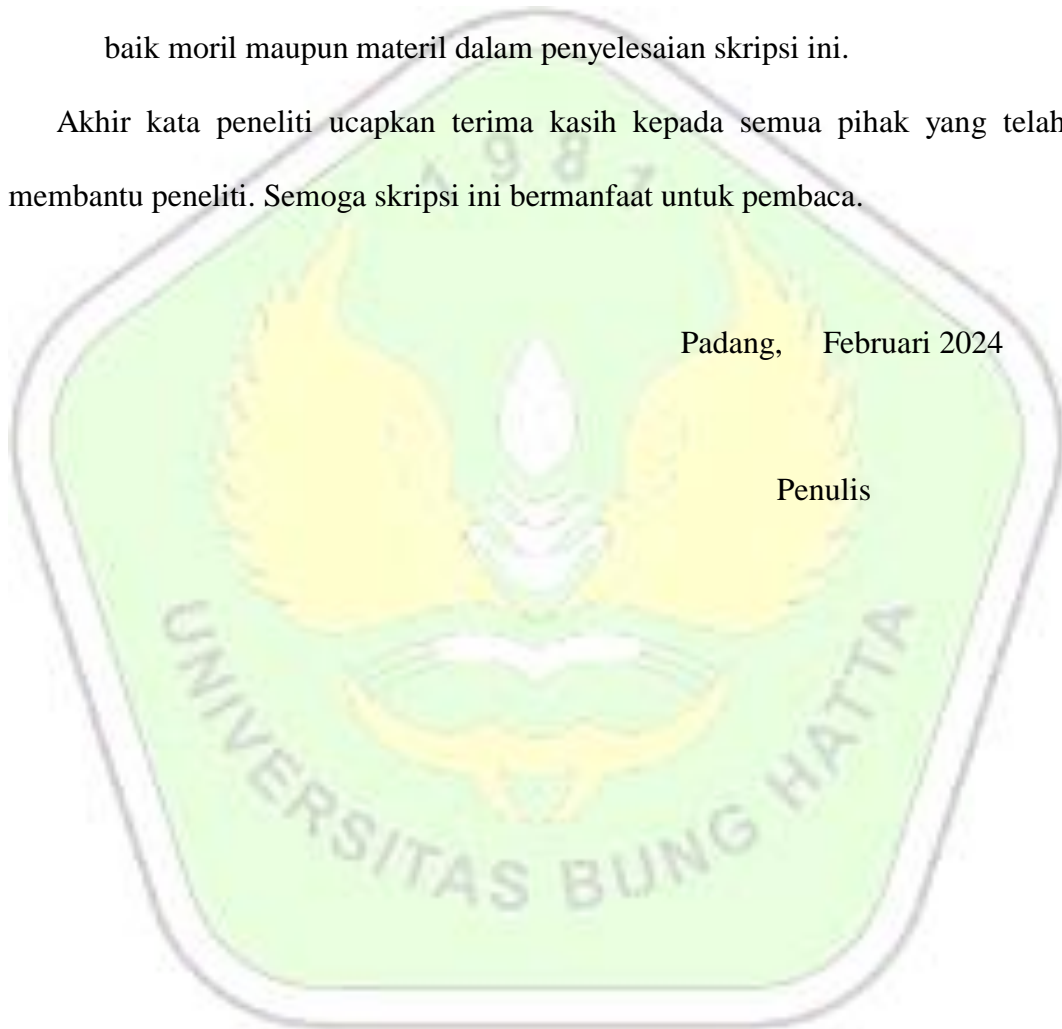 baik moril maupun materil dalam penyelesaian skripsi ini.
Akhir kata peneliti ucapkan terima kasih kepada semua pihak yang telah
membantu peneliti. Semoga skripsi ini bermanfaat untuk pembaca.
1981
Padang, Februari 2024
Penulis
UNIVERSITAS BUNG HATTA